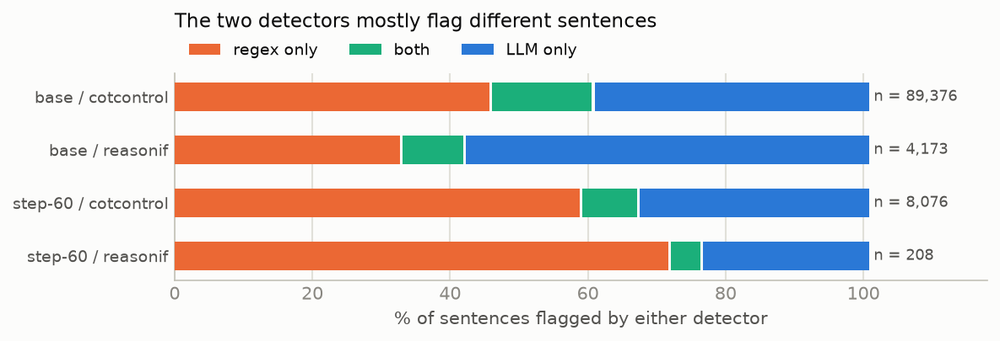 The two detectors mostly flag different sentences
regex only both LLM only
base / cotcontrol n = 89,376
base / reasonif n = 4,173
step-60 / cotcontrol n = 8,076
step-60 / reasonif n = 208
0 20 40 60 80 100
% of sentences flagged by either detector